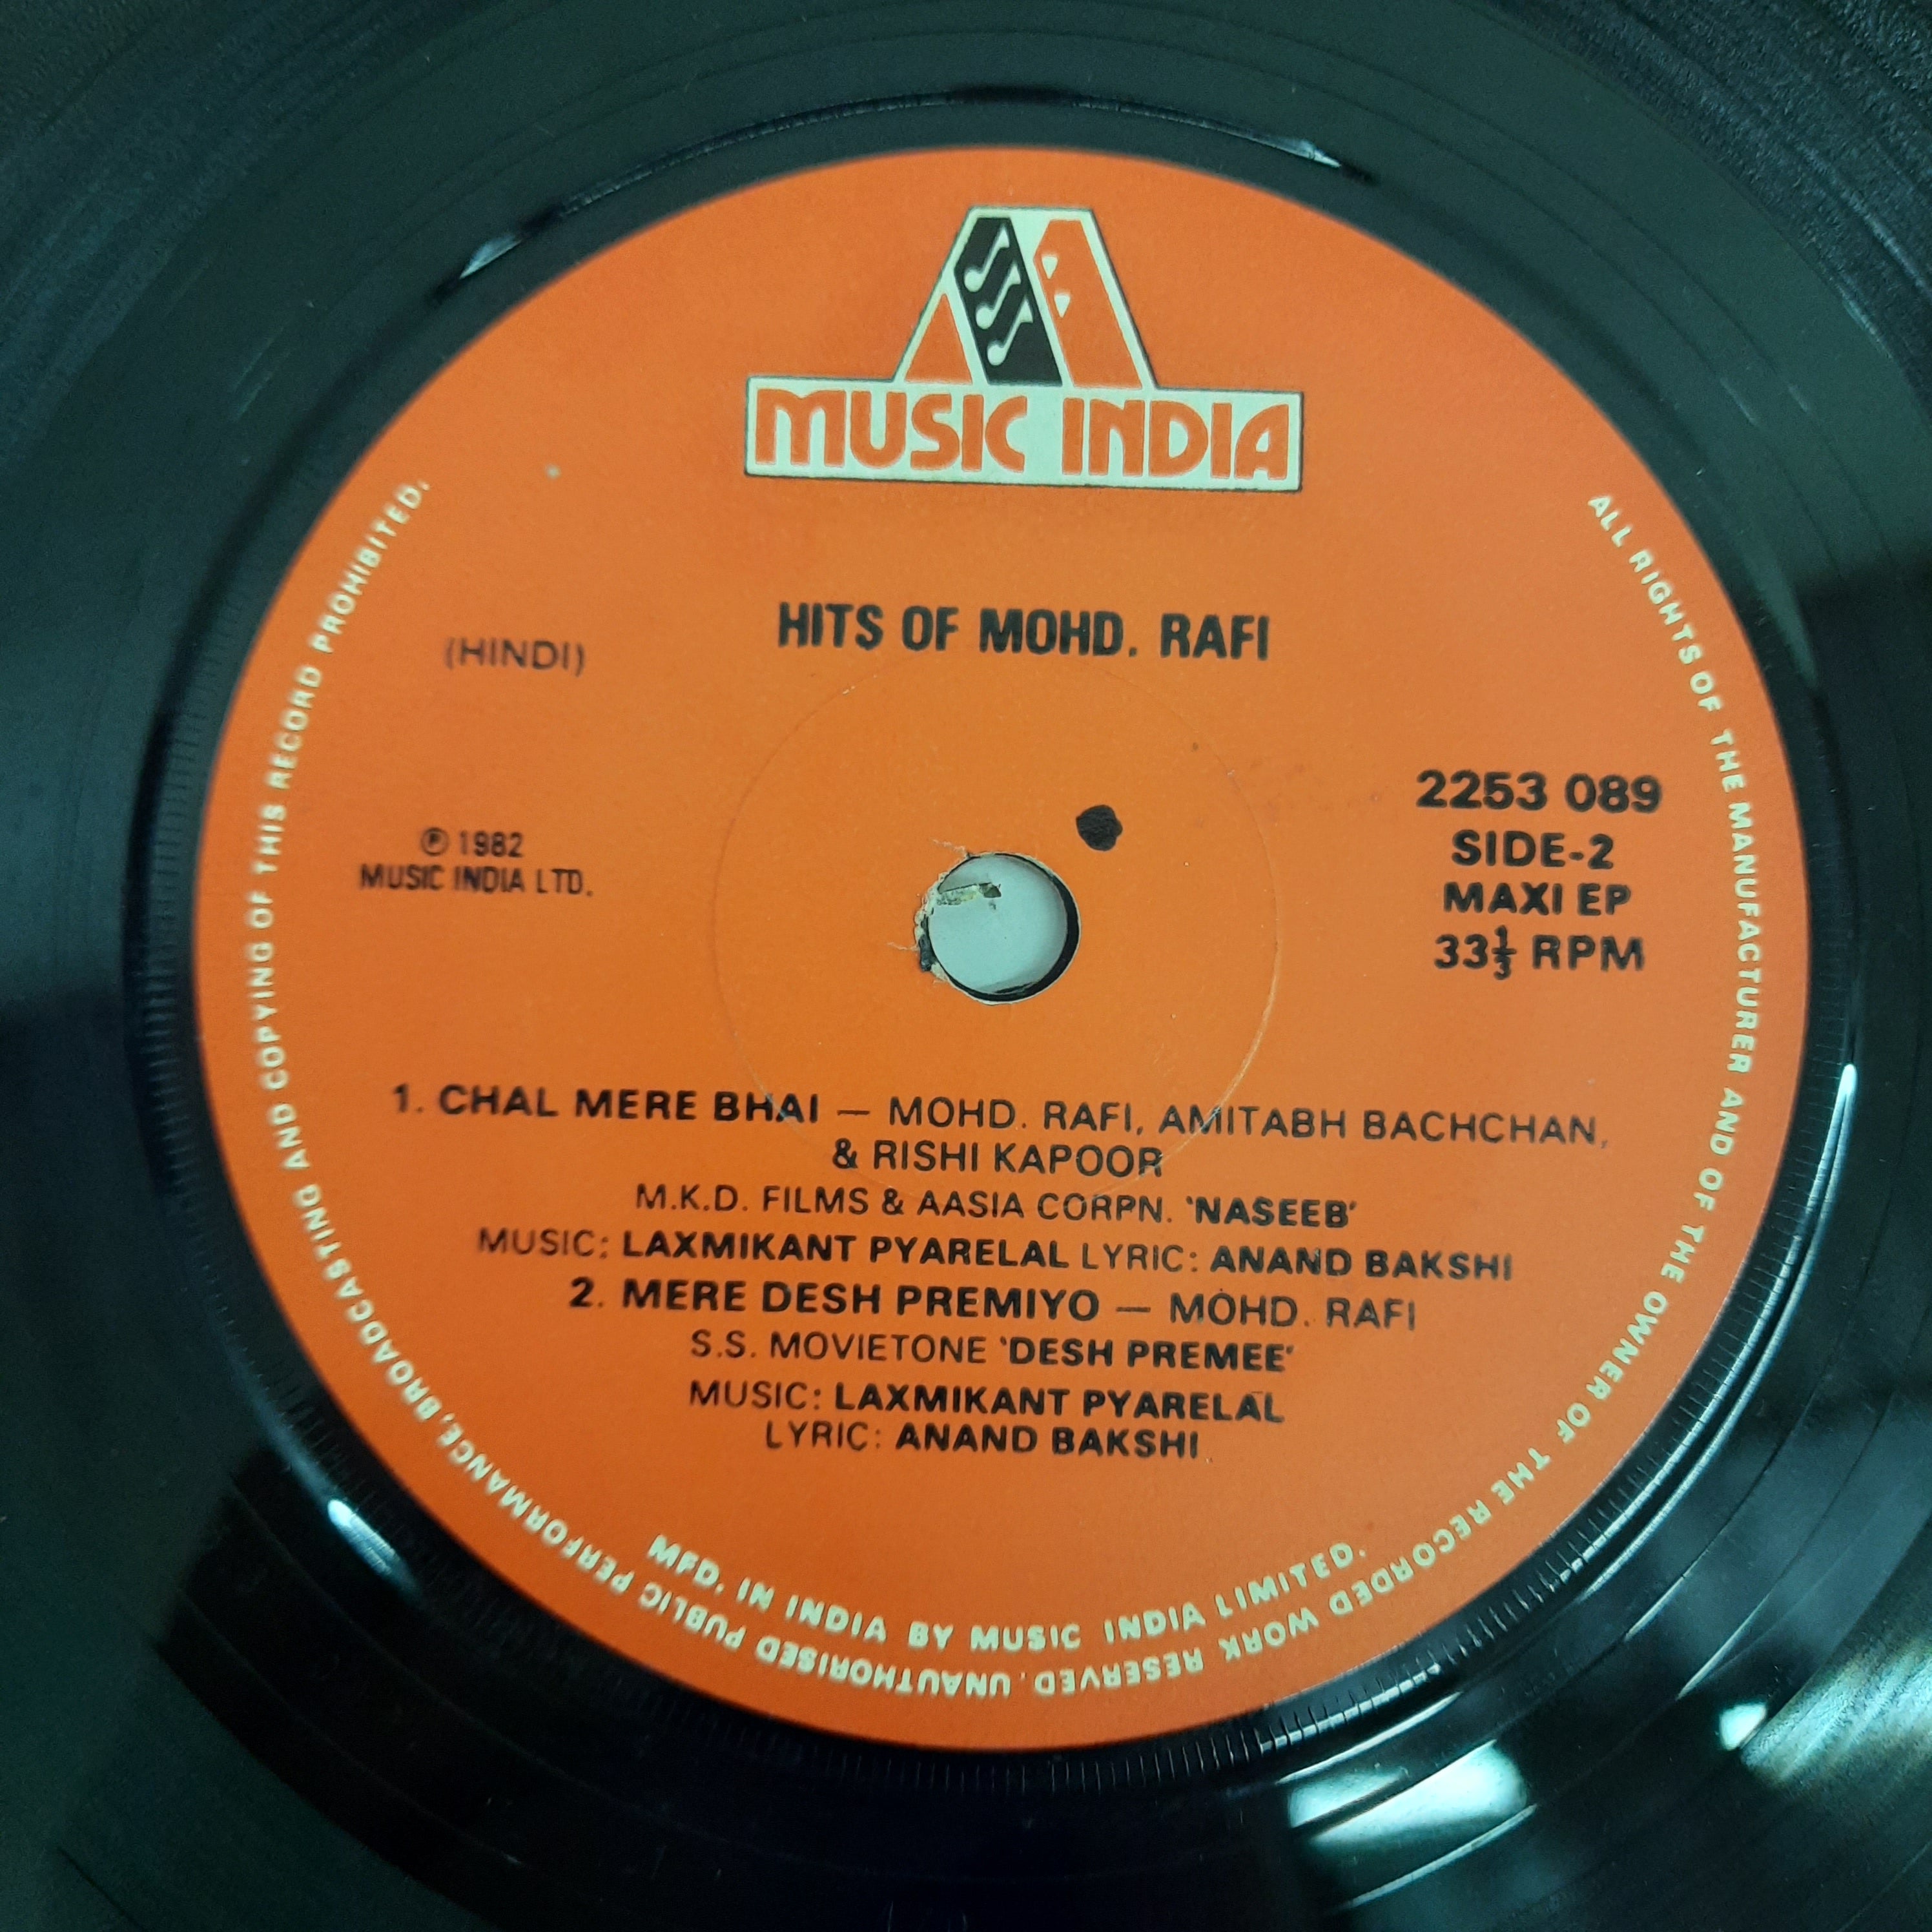 MUSIC INDIA
HITS OF MOHD. RAFI
(HINDI)
℗ 1982
MUSIC INDIA LTD.
2253 089
SIDE-2
MAXI EP
33⅓ RPM
1. CHAL MERE BHAI — MOHD. RAFI, AMITABH BACHCHAN,
& RISHI KAPOOR
M.K.D. FILMS & AASIA CORPN. 'NASEEB'
MUSIC: LAXMIKANT PYARELAL LYRIC: ANAND BAKSHI
2. MERE DESH PREMIYO — MOHD. RAFI
S.S. MOVIETONE 'DESH PREMEE'
MUSIC: LAXMIKANT PYARELAL
LYRIC: ANAND BAKSHI
MFD. IN INDIA BY MUSIC INDIA LIMITED.
ALL RIGHTS OF THE MANUFACTURER AND OF THE OWNER OF THE RECORDED WORK RESERVED. UNAUTHORISED PUBLIC PERFORMANCE, BROADCASTING AND COPYING OF THIS RECORD PROHIBITED.